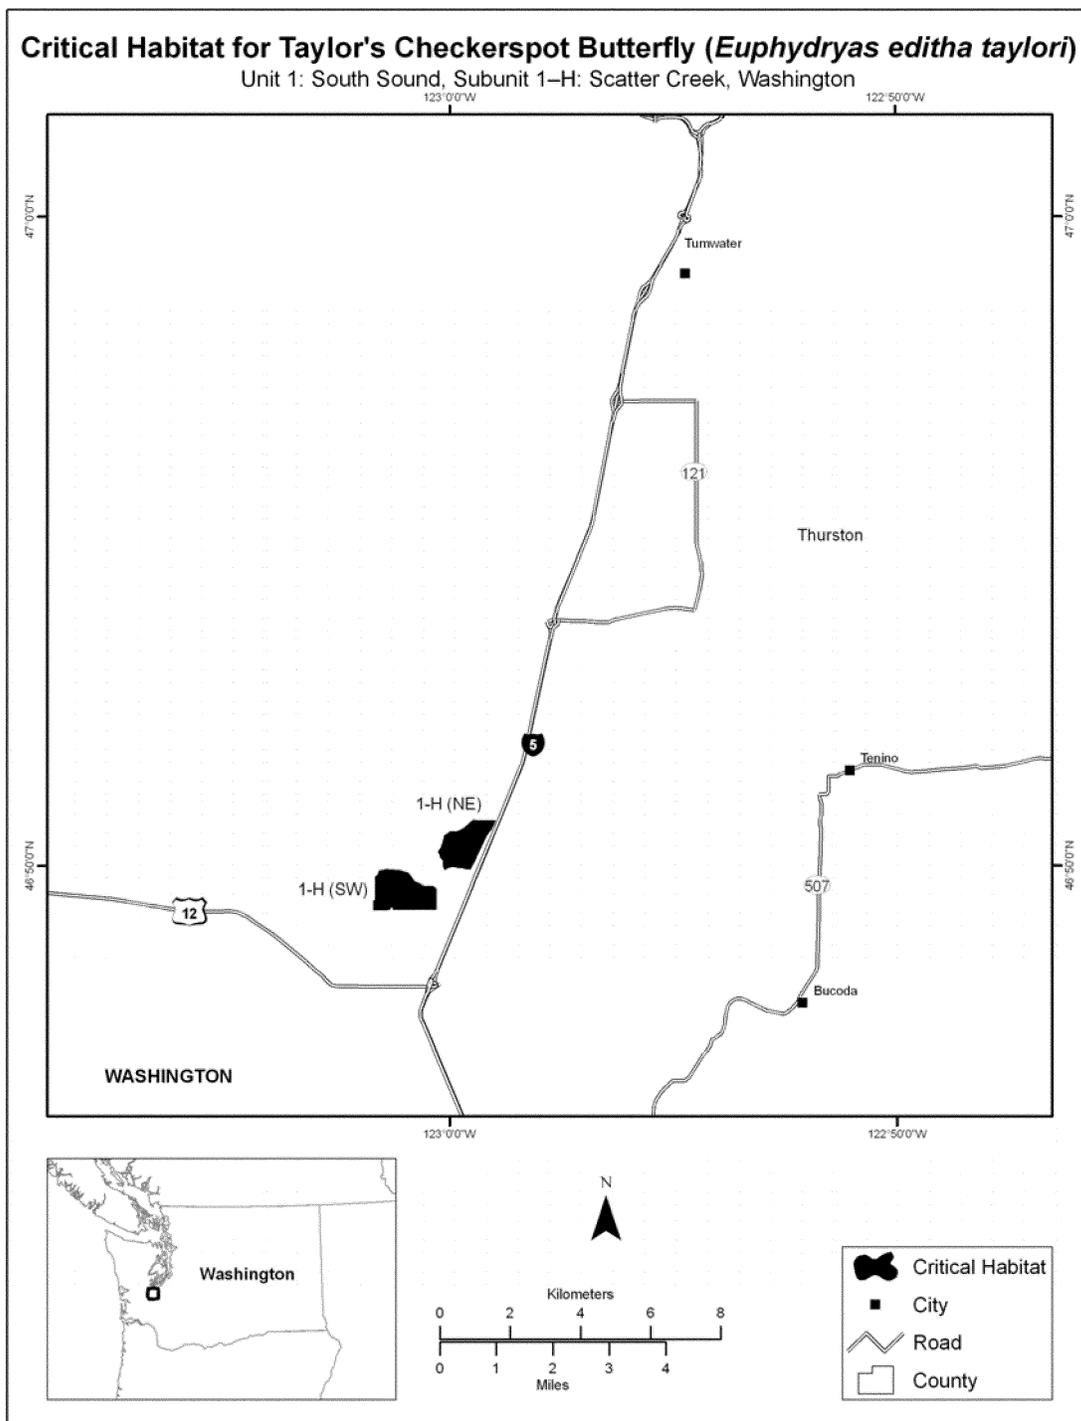 Critical Habitat for Taylor's Checkerspot Butterfly (Euphydryas editha taylori)
Unit 1: South Sound, Subunit 1–H: Scatter Creek, Washington
123°0'0"W
122°50'0"W
47°0'0"N
47°0'0"N
Tumwater
121
Thurston
5
Tenino
1-H (NE)
46°50'0"N
46°50'0"N
1-H (SW)
507
12
Bucoda
WASHINGTON
123°0'0"W
122°50'0"W
Washington
N
Kilometers
0 2 4 6 8
0 1 2 3 4
Miles
Critical Habitat
City
Road
County